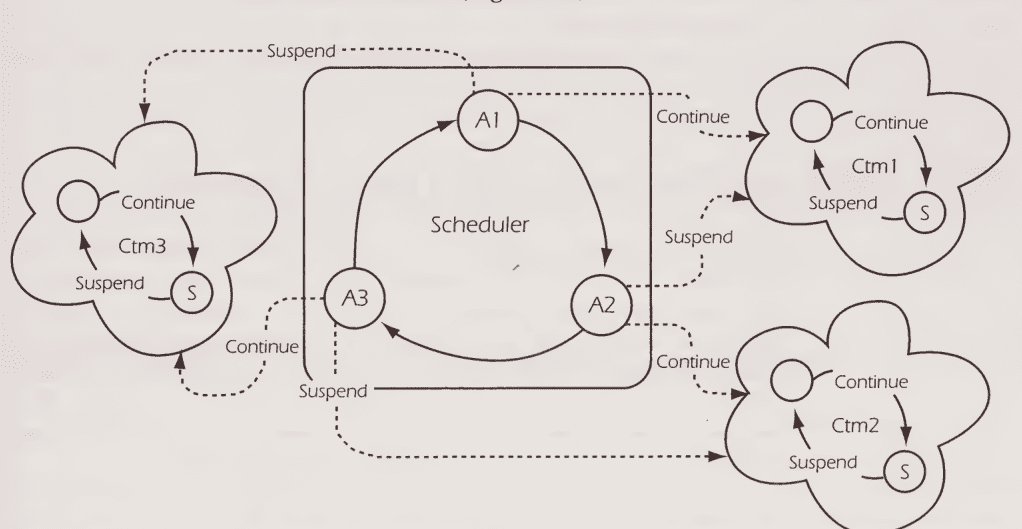 Suspend
A1
Continue
Continue
Ctm1
Suspend
S
Scheduler
Suspend
Continue
Ctm3
Suspend
S
A3
A2
Continue
Suspend
Continue
Continue
Ctm2
Suspend
S